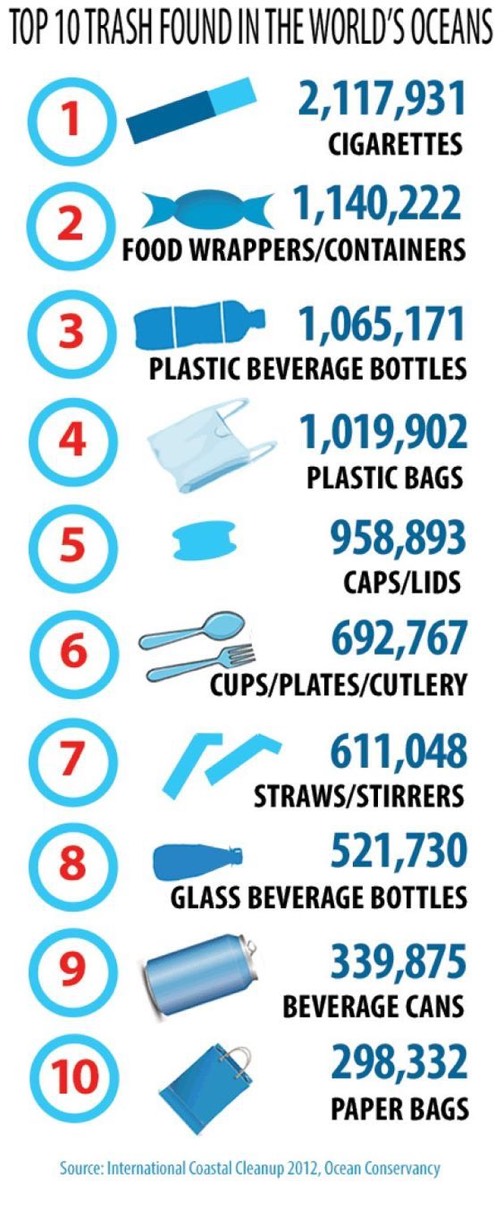 TOP 10 TRASH FOUND IN THE WORLD'S OCEANS
1
2,117,931
CIGARETTES
2
1,140,222
FOOD WRAPPERS/CONTAINERS
3
1,065,171
PLASTIC BEVERAGE BOTTLES
4
1,019,902
PLASTIC BAGS
5
958,893
CAPS/LIDS
6
692,767
CUPS/PLATES/CUTLERY
7
611,048
STRAWS/STIRRERS
8
521,730
GLASS BEVERAGE BOTTLES
9
339,875
BEVERAGE CANS
10
298,332
PAPER BAGS
Source: International Coastal Cleanup 2012, Ocean Conservancy